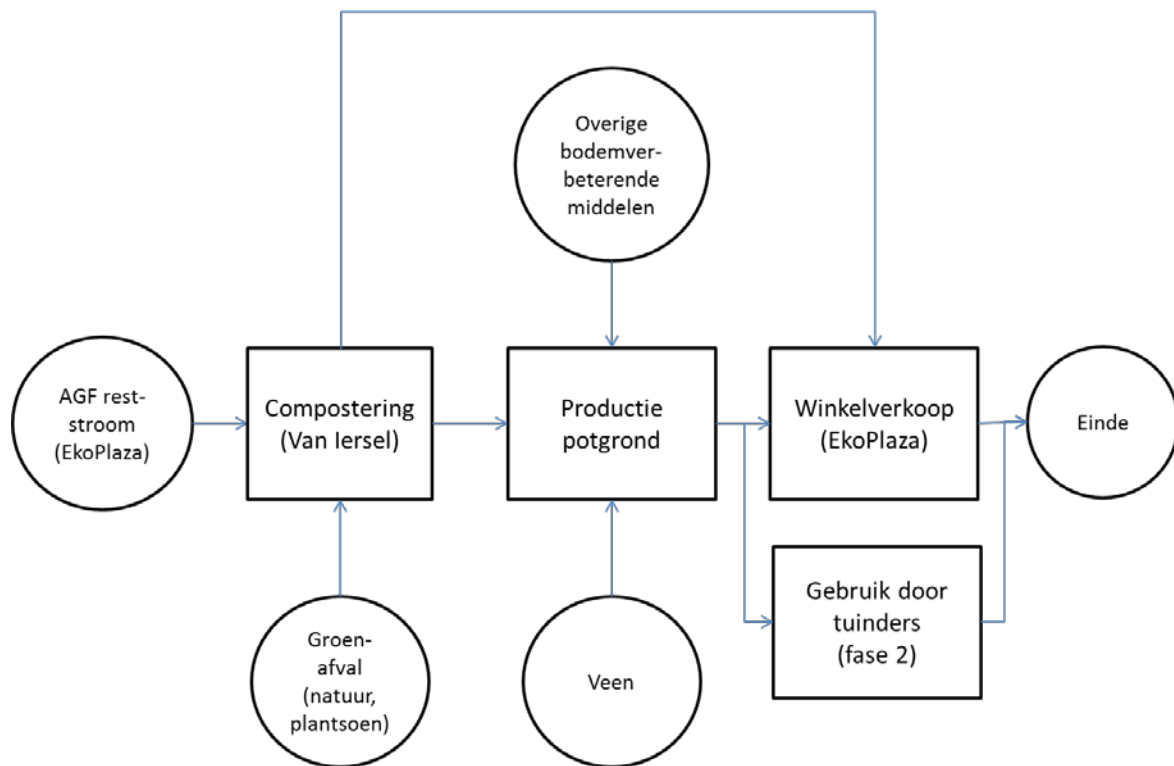 Overige
bodemver-
beterende
middelen
AGF rest-
stroom
(EkoPlaza)
Compostering
(Van Iersel)
Productie
potgrond
Winkelverkoop
(EkoPlaza)
Einde
Groen-
afval
(natuur,
plantsoen)
Veen
Gebruik door
tuinders
(fase 2)